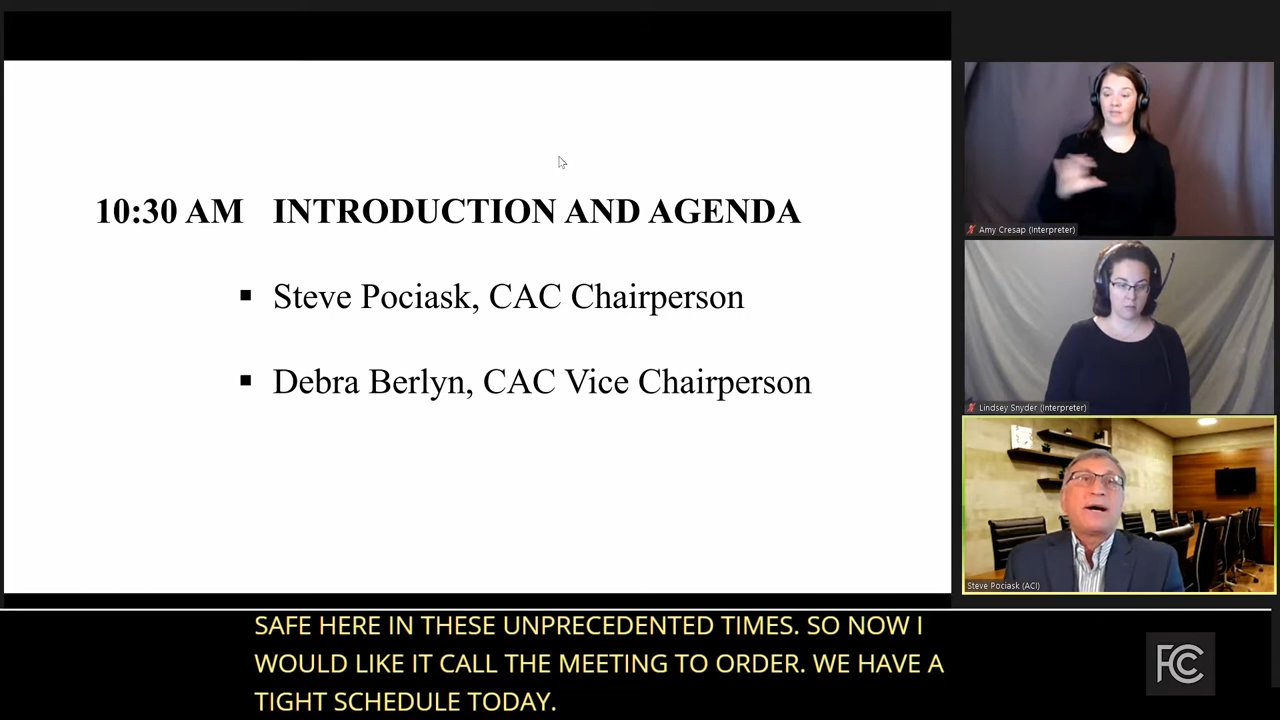 10:30 AM INTRODUCTION AND AGENDA
▪ Steve Pociask, CAC Chairperson
▪ Debra Berlyn, CAC Vice Chairperson
Amy Cresap (Interpreter)
Lindsey Snyder (Interpreter)
Steve Pociask (ACI)
SAFE HERE IN THESE UNPRECEDENTED TIMES. SO NOW I
WOULD LIKE IT CALL THE MEETING TO ORDER. WE HAVE A
TIGHT SCHEDULE TODAY.
FCC